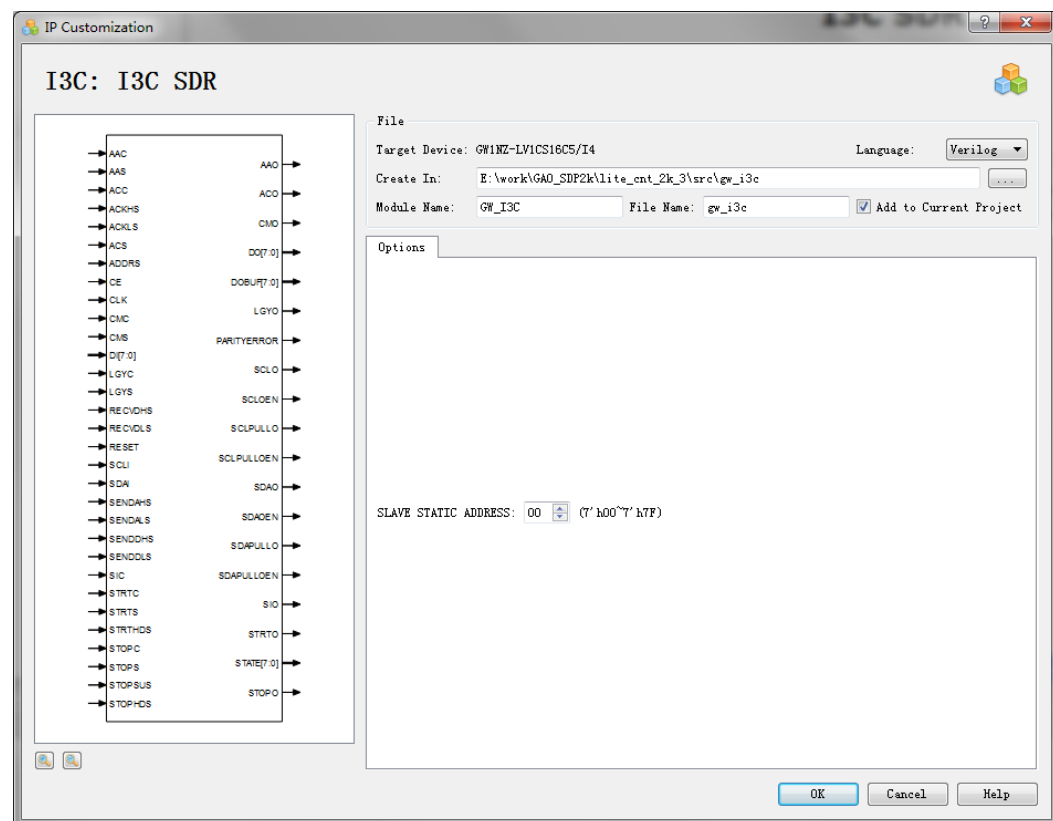 IP Customization
I3C SDR
I3C: I3C SDR
AAC
AAS
ACC
ACKHS
ACKLS
ACS
ADDRS
CE
CLK
CMC
CMS
DI[7:0]
LGYC
LGYS
RECVDHS
RECVDLS
RESET
SCLI
SDAI
SENDAHS
SENDALS
SENDDHS
SENDDLS
SIC
STRTC
STRTS
STRTHDS
STOPC
STOPS
STOPSUS
STOPHDS
AAO
ACO
CMO
DO[7:0]
DOBUF[7:0]
LGYO
PARITYERROR
SCLO
SCLOEN
SCLPULLO
SCLPULLOEN
SDAO
SDAOEN
SDAPULLO
SDAPULLOEN
SIO
STRTO
STATE[7:0]
STOPO
File
Target Device: GW1NZ-LV1CS16C5/I4 Language: Verilog
Create In: E:\work\GAO_SDP2k\lite_cnt_2k_3\src\gw_i3c ...
Module Name: GW_I3C File Name: gw_i3c Add to Current Project
Options
SLAVE STATIC ADDRESS: 00 (7'h00~7'h7F)
OK Cancel Help